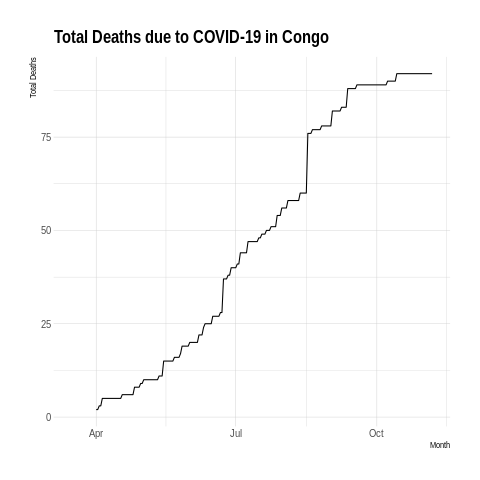 Total Deaths due to COVID-19 in Congo
Total Deaths
75
50
25
0
Apr
Jul
Oct
Month